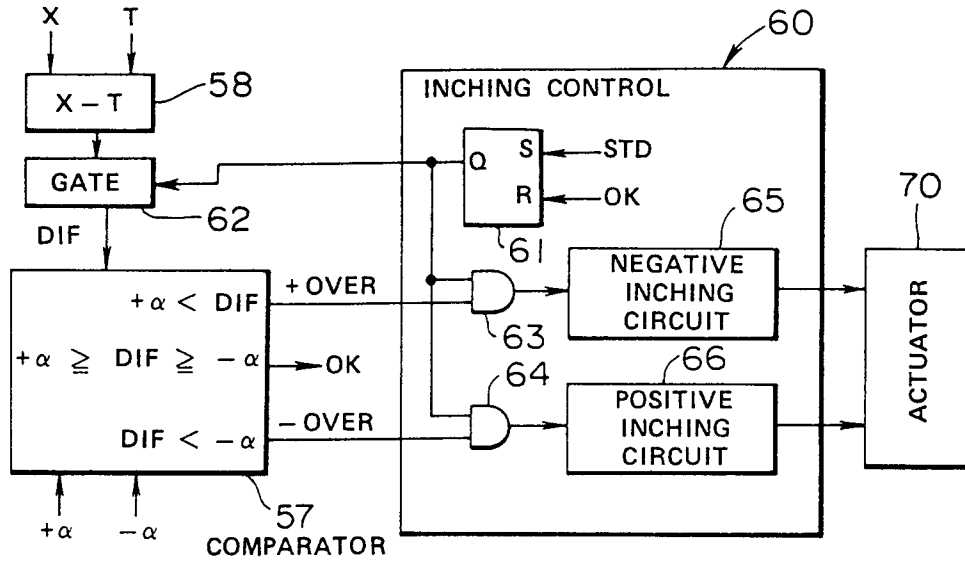 X T
60
X – T
58
INCHING CONTROL
Q S STD
R OK
61
GATE
62
DIF
65
70
NEGATIVE
INCHING
CIRCUIT
+α < DIF
+ OVER
63
+α ≧ DIF ≧ –α
OK
64
66
DIF < –α
– OVER
POSITIVE
INCHING
CIRCUIT
ACTUATOR
+α –α
57
COMPARATOR